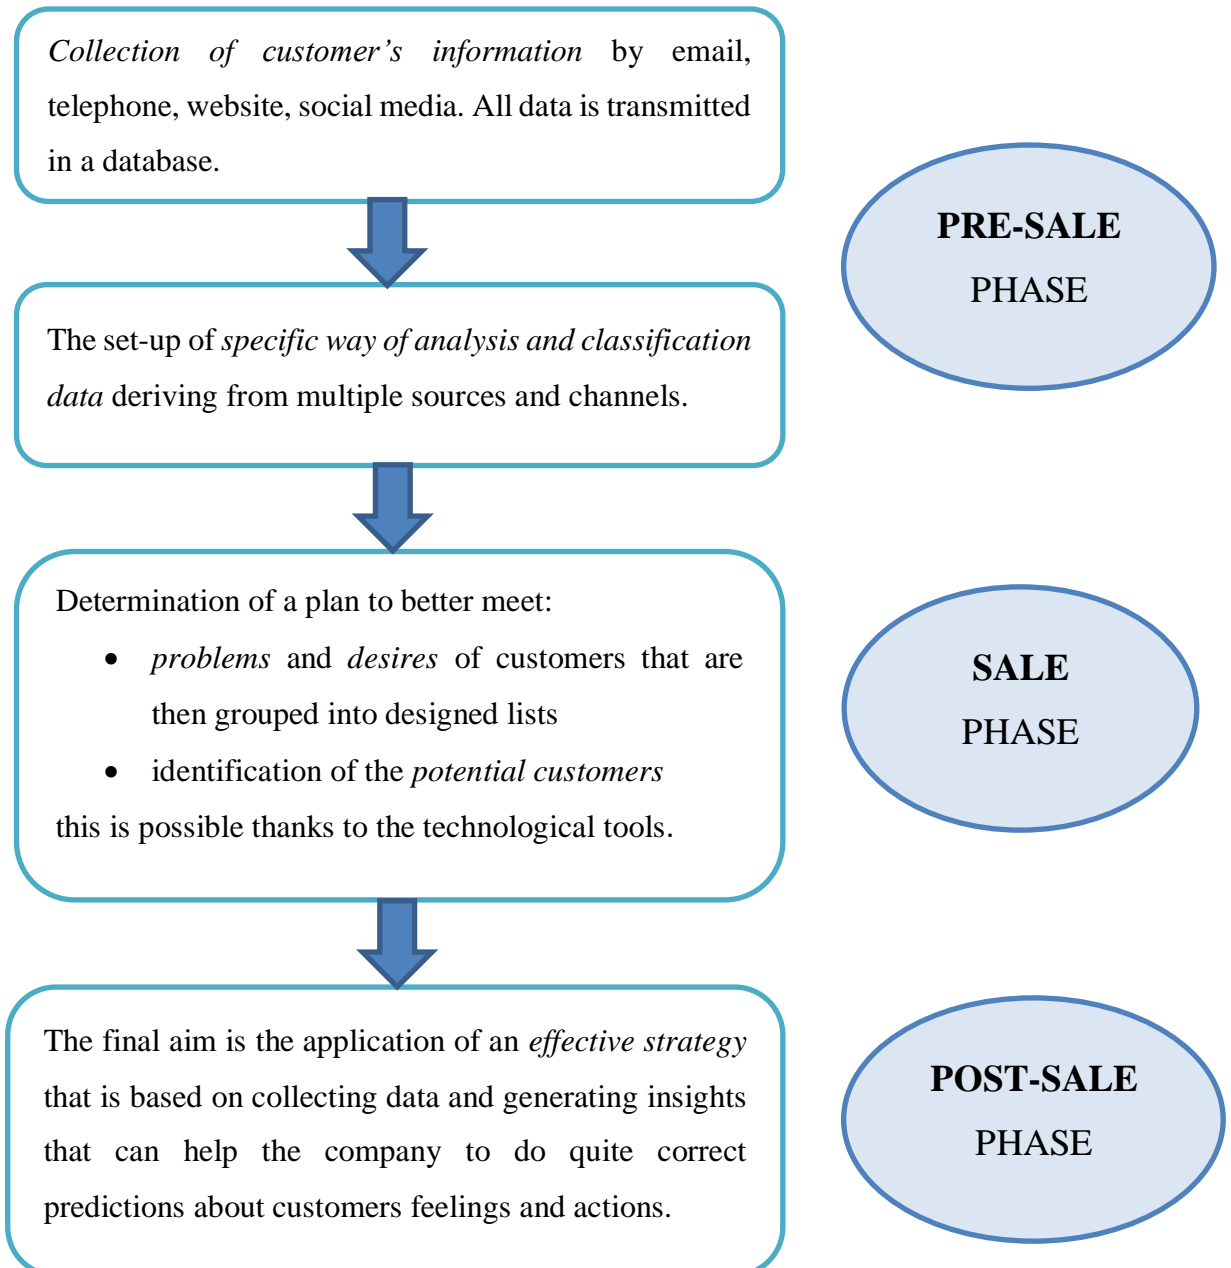 Collection of customer’s information by email,
telephone, website, social media. All data is transmitted
in a database.
PRE-SALE
PHASE
The set-up of specific way of analysis and classification
data deriving from multiple sources and channels.
Determination of a plan to better meet:
• problems and desires of customers that are
then grouped into designed lists
• identification of the potential customers
this is possible thanks to the technological tools.
SALE
PHASE
The final aim is the application of an effective strategy
that is based on collecting data and generating insights
that can help the company to do quite correct
predictions about customers feelings and actions.
POST-SALE
PHASE